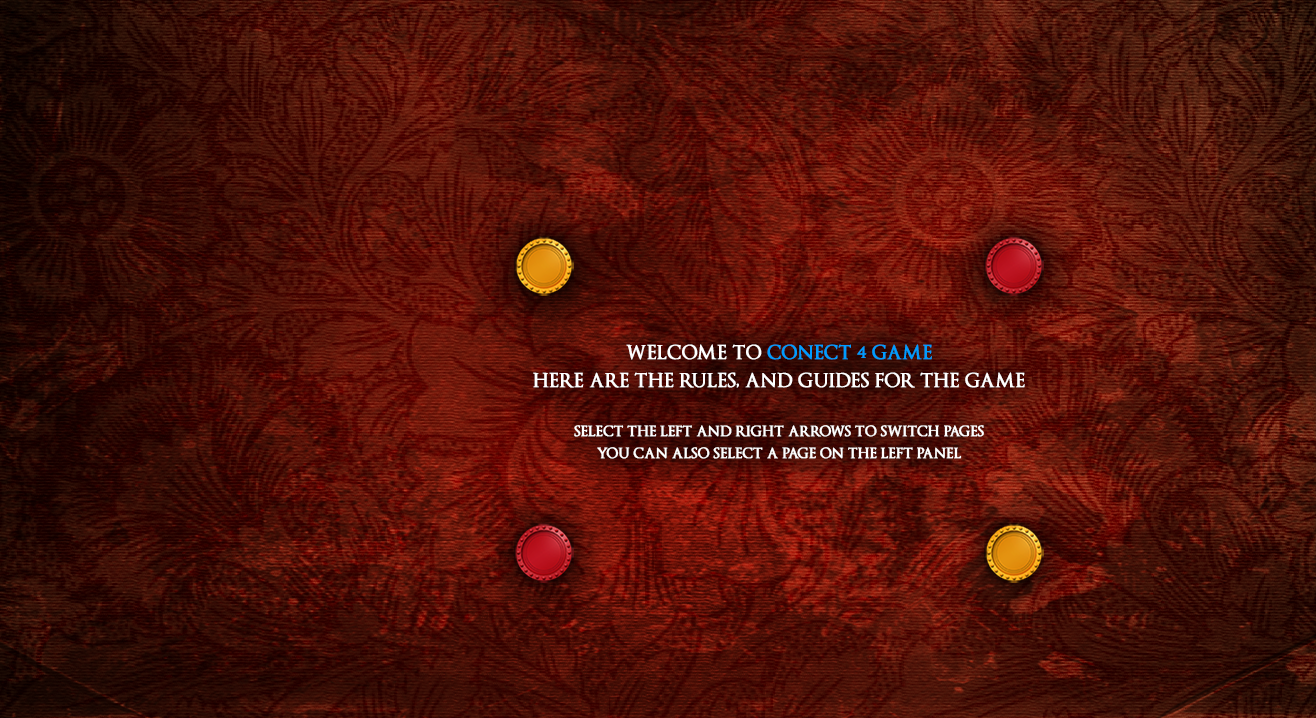 WELCOME TO CONECT 4 GAME
HERE ARE THE RULES, AND GUIDES FOR THE GAME
SELECT THE LEFT AND RIGHT ARROWS TO SWITCH PAGES
YOU CAN ALSO SELECT A PAGE ON THE LEFT PANEL